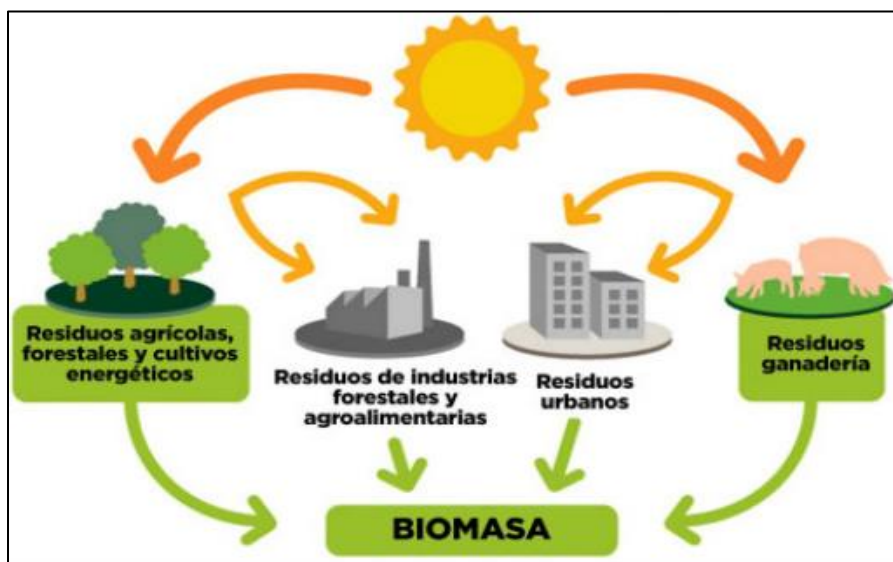 Residuos agrícolas,
forestales y cultivos
energéticos
Residuos de industrias
forestales y
agroalimentarias
Residuos
urbanos
Residuos
ganadería
BIOMASA